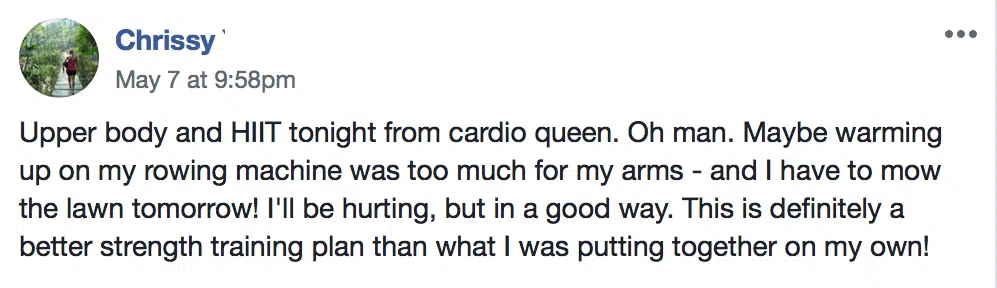 Chrissy
May 7 at 9:58pm
Upper body and HIIT tonight from cardio queen. Oh man. Maybe warming
up on my rowing machine was too much for my arms - and I have to mow
the lawn tomorrow! I'll be hurting, but in a good way. This is definitely a
better strength training plan than what I was putting together on my own!